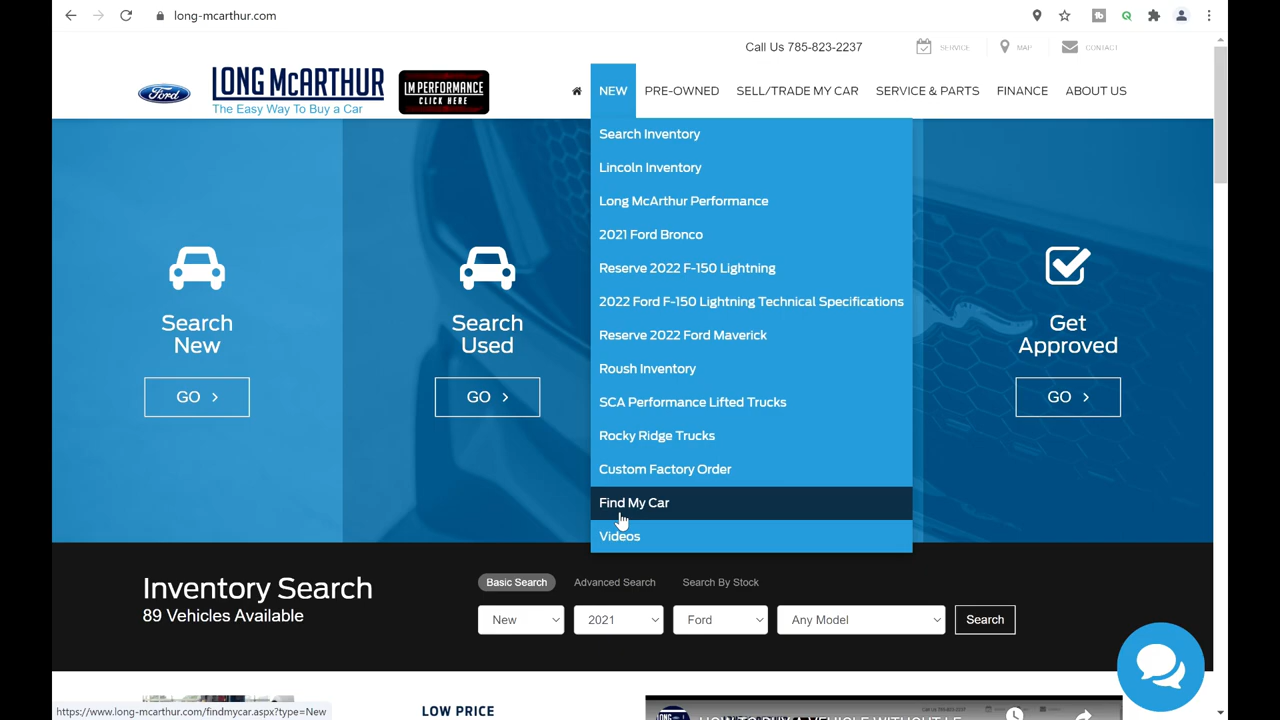 long-mcarthur.com
Call Us 785-823-2237
SERVICE
MAP
CONTACT
Ford
LONG McARTHUR
The Easy Way To Buy a Car
LM PERFORMANCE
CLICK HERE
NEW
PRE-OWNED
SELL/TRADE MY CAR
SERVICE & PARTS
FINANCE
ABOUT US
Search Inventory
Lincoln Inventory
Long McArthur Performance
2021 Ford Bronco
Reserve 2022 F-150 Lightning
2022 Ford F-150 Lightning Technical Specifications
Reserve 2022 Ford Maverick
Roush Inventory
SCA Performance Lifted Trucks
Rocky Ridge Trucks
Custom Factory Order
Find My Car
Videos
Search
New
GO
Search
Used
GO
Get
Approved
GO
Inventory Search
89 Vehicles Available
Basic Search
Advanced Search
Search By Stock
New
2021
Ford
Any Model
Search
LOW PRICE
https://www.long-mcarthur.com/findmycar.aspx?type=New